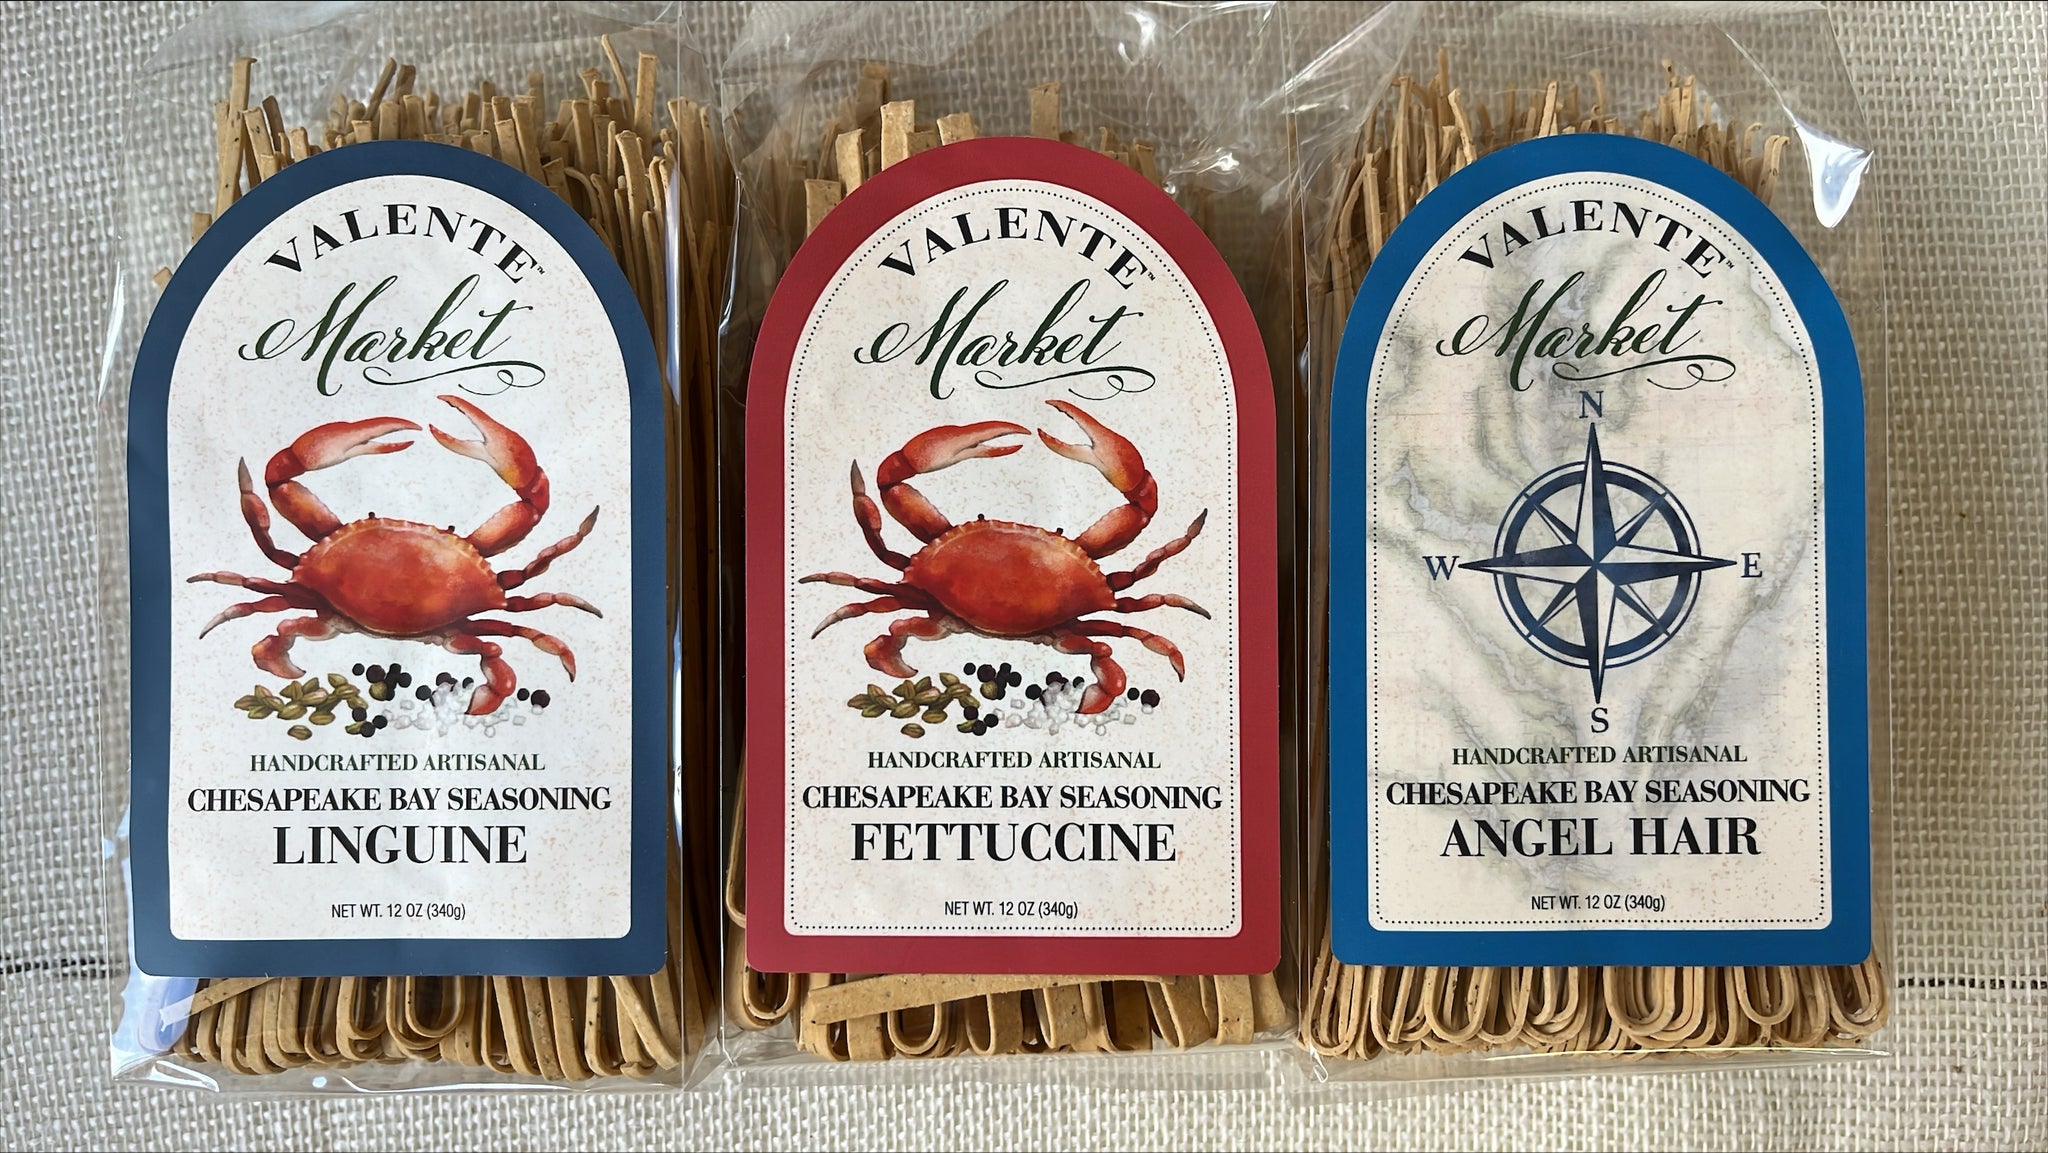 VALENTE™
Market
HANDCRAFTED ARTISANAL
CHESAPEAKE BAY SEASONING
LINGUINE
NET WT. 12 OZ (340g)
VALENTE™
Market
HANDCRAFTED ARTISANAL
CHESAPEAKE BAY SEASONING
FETTUCCINE
NET WT. 12 OZ (340g)
VALENTE™
Market
N
W E
S
HANDCRAFTED ARTISANAL
CHESAPEAKE BAY SEASONING
ANGEL HAIR
NET WT. 12 OZ (340g)